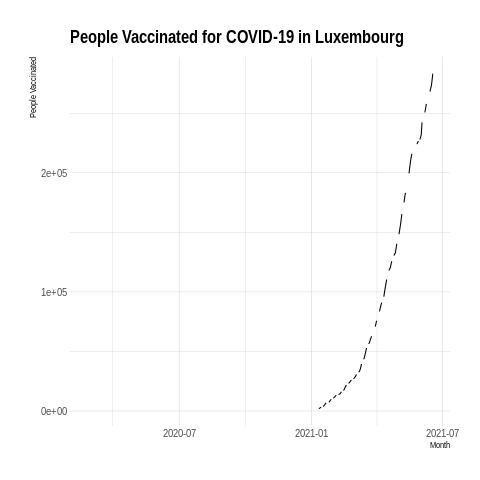 People Vaccinated for COVID-19 in Luxembourg
People Vaccinated
2e+05
1e+05
0e+00
2020-07
2021-01
2021-07
Month